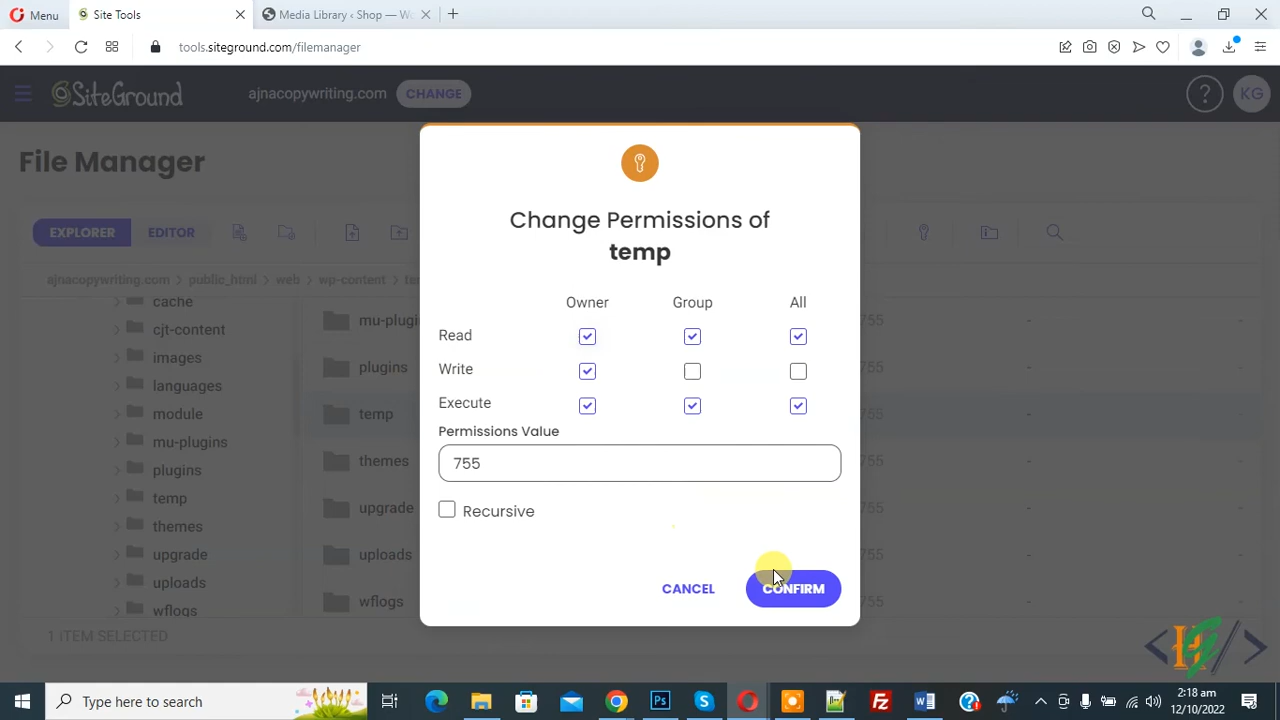 Menu
Site Tools
Media Library ‹ Shop — Wo
tools.siteground.com/filemanager
SiteGround
ajnacopywriting.com
CHANGE
?
KG
File Manager
EXPLORER
EDITOR
ajnacopywriting.com > public_html > web > wp-content > te
cache
cjt-content
images
languages
module
mu-plugins
plugins
temp
themes
upgrade
uploads
wflogs
mu-plugin
755
-
-
plugins
755
-
-
temp
755
-
-
themes
755
-
-
upgrade
755
-
-
uploads
755
-
-
wflogs
755
-
-
1 ITEM SELECTED
Change Permissions of
temp
Owner
Group
All
Read
Write
Execute
Permissions Value
755
Recursive
CANCEL
CONFIRM
Type here to search
2:18 am
12/10/2022